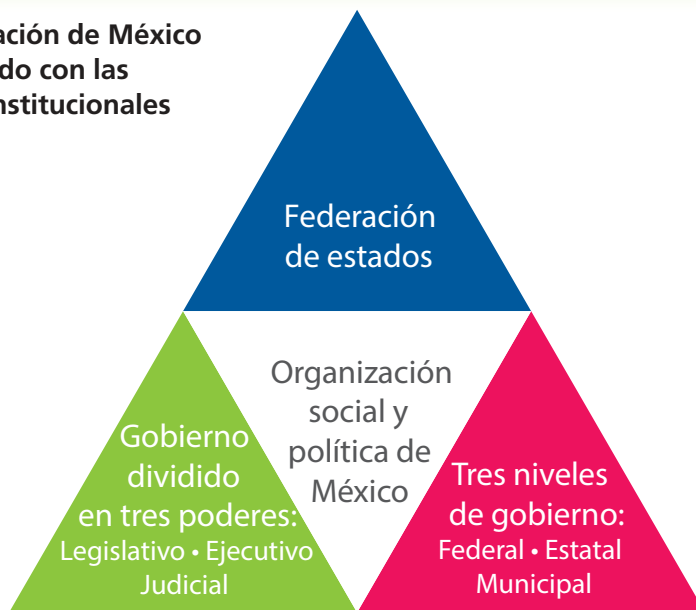 ación de México
do con las
nstitucionales
Federación
de estados
Organización
social y
política de
México
Gobierno
dividido
en tres poderes:
Legislativo • Ejecutivo
Judicial
Tres niveles
de gobierno:
Federal • Estatal
Municipal